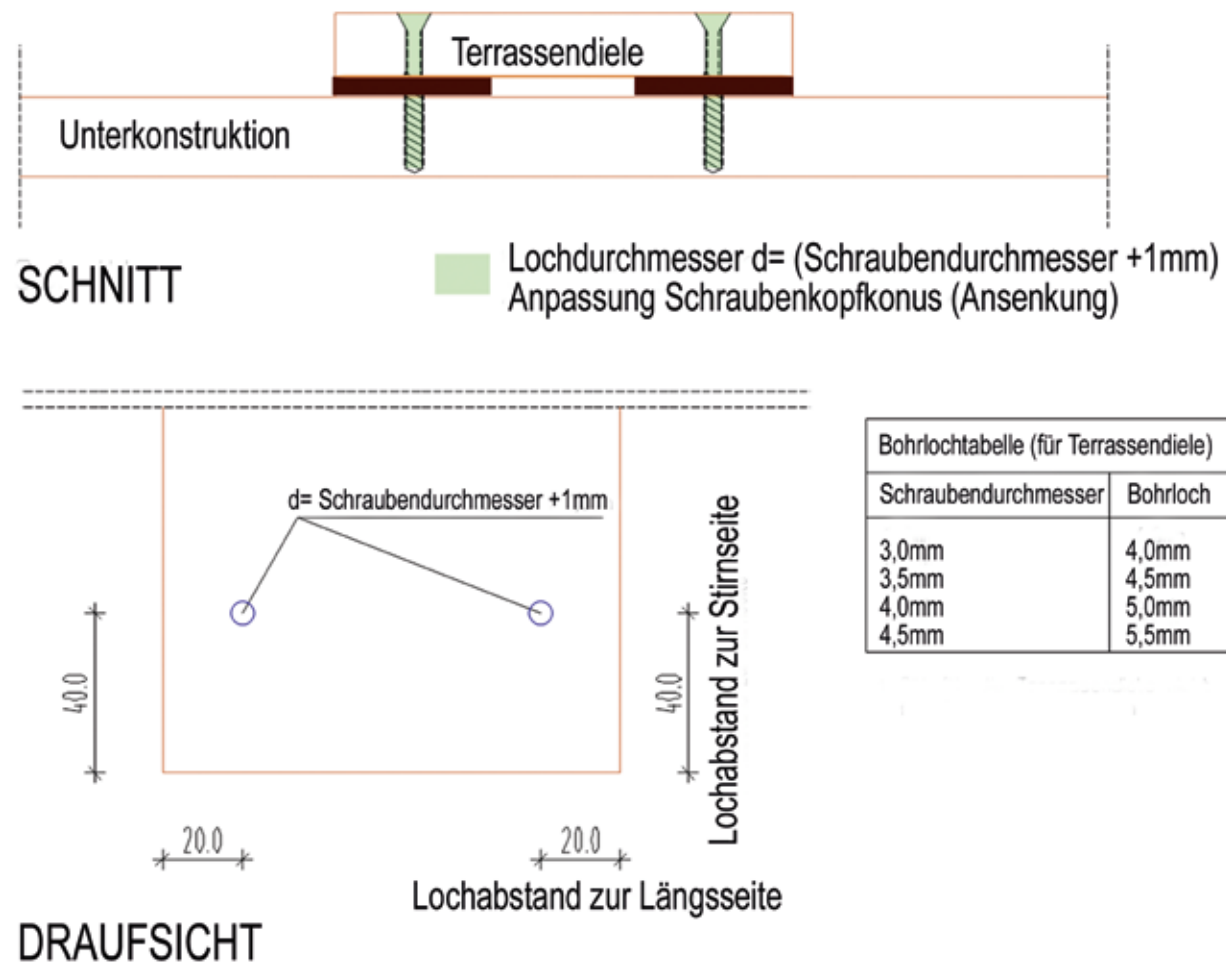 Terrassendiele
Unterkonstruktion
SCHNITT
Lochdurchmesser d= (Schraubendurchmesser +1mm)
Anpassung Schraubenkopfkonus (Ansenkung)
d= Schraubendurchmesser +1mm
40.0
40.0
Lochabstand zur Stirnseite
20.0
20.0
Lochabstand zur Längsseite
DRAUFSICHT
Bohrlochtabelle (für Terrassendiele)
Schraubendurchmesser Bohrloch
3,0mm 4,0mm
3,5mm 4,5mm
4,0mm 5,0mm
4,5mm 5,5mm